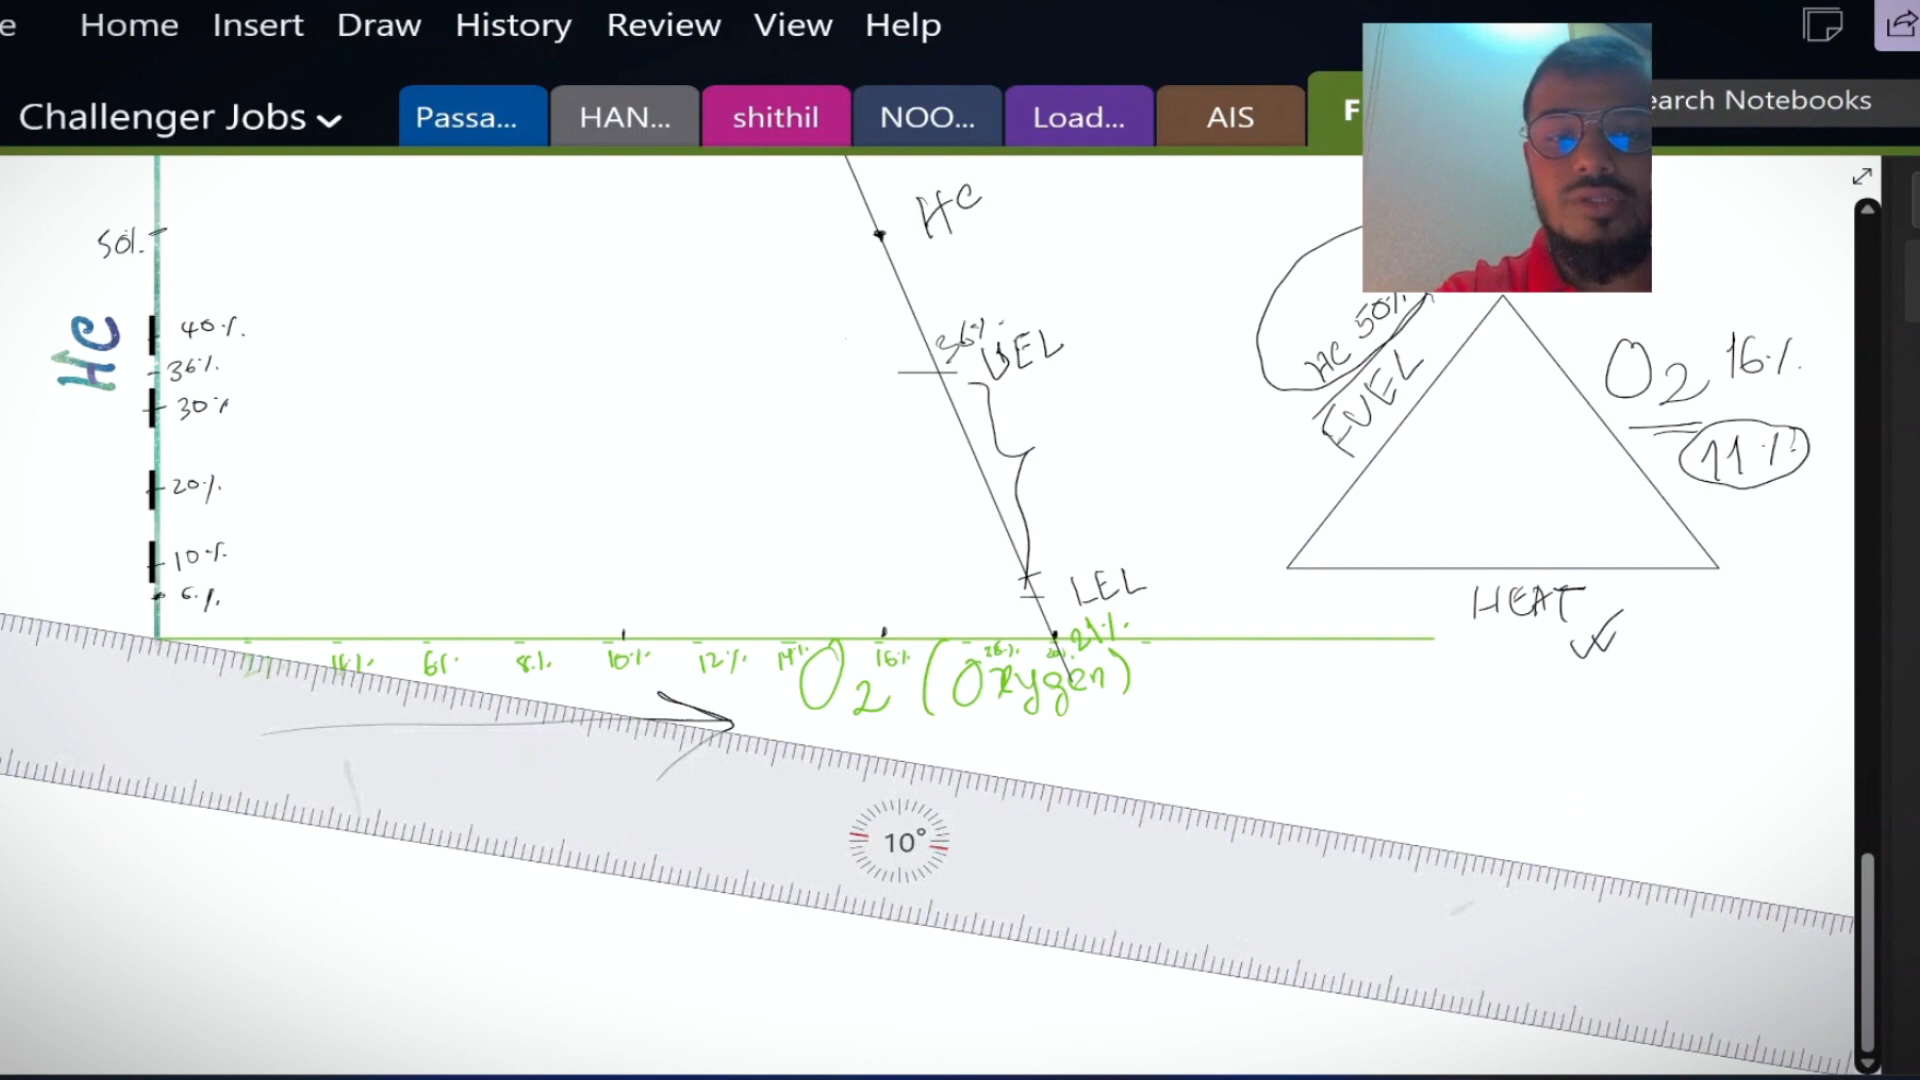 e Home Insert Draw History Review View Help
Challenger Jobs
Passa... HAN... shithil NOO... Load... AIS F
earch Notebooks
HC
50%.
HC
40%.
36%.
30%
20%.
10%.
6%.
36%.
UEL
LEL
HC 50%.
FUEL
O2 16%.
11%
HEAT
6%. 8%. 10%. 12%. 14%. 16%. 21%.
O2 (Oxygen)
10°